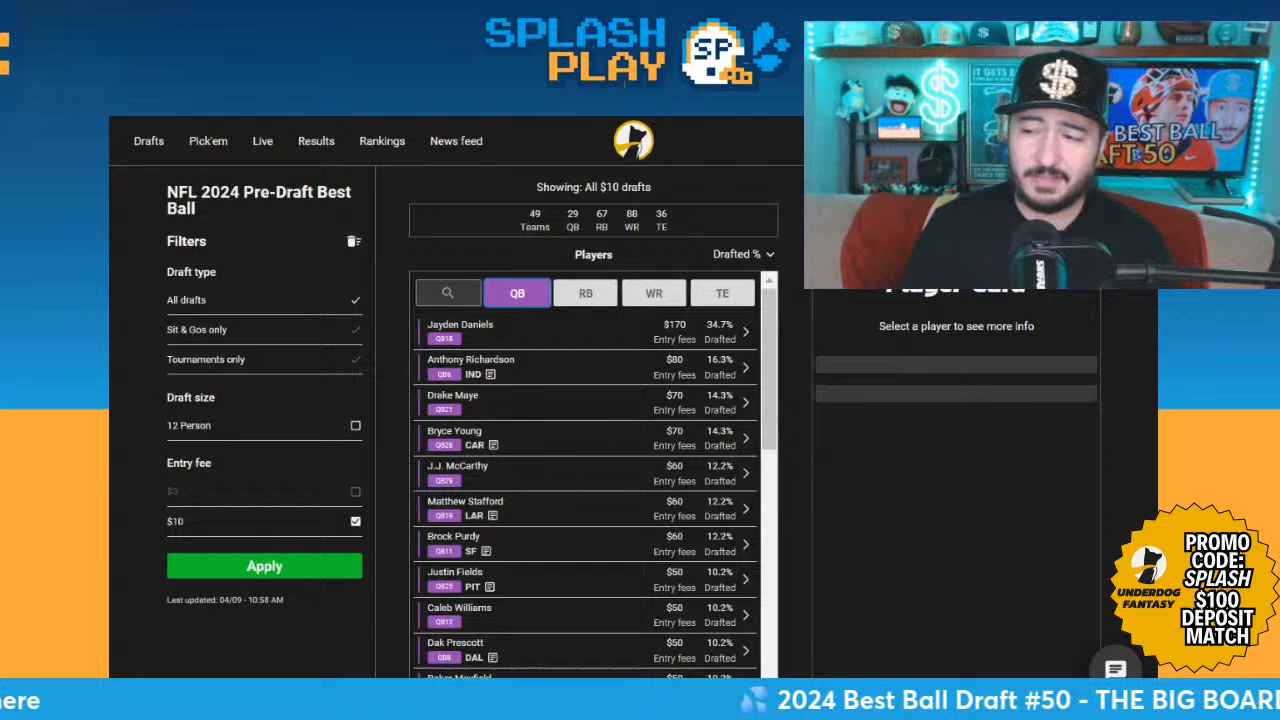 SPLASH
PLAY
SP
$
IT GETS
BEST BALL
AFT 50
Drafts
Pick'em
Live
Results
Rankings
News feed
NFL 2024 Pre-Draft Best
Ball
Filters
Draft type
All drafts
Sit & Gos only
Tournaments only
Draft size
12 Person
Entry fee
$3
$10
Apply
Last updated: 04/09 - 10:58 AM
Showing: All $10 drafts
49 29 67 88 36
Teams QB RB WR TE
Players
Drafted %
QB RB WR TE
Jayden Daniels $170 34.7%
QB18 Entry fees Drafted
Anthony Richardson $80 16.3%
QB6 IND Entry fees Drafted
Drake Maye $70 14.3%
QB21 Entry fees Drafted
Bryce Young $70 14.3%
QB28 CAR Entry fees Drafted
J.J. McCarthy $60 12.2%
QB29 Entry fees Drafted
Matthew Stafford $60 12.2%
QB19 LAR Entry fees Drafted
Brock Purdy $60 12.2%
QB11 SF Entry fees Drafted
Justin Fields $50 10.2%
QB25 PIT Entry fees Drafted
Caleb Williams $50 10.2%
QB12 Entry fees Drafted
Dak Prescott $50 10.2%
QB8 DAL Entry fees Drafted
Select a player to see more info
SHURE
UNDERDOG
FANTASY
PROMO
CODE:
SPLASH
$100
DEPOSIT
MATCH
here
2024 Best Ball Draft #50 - THE BIG BOARD